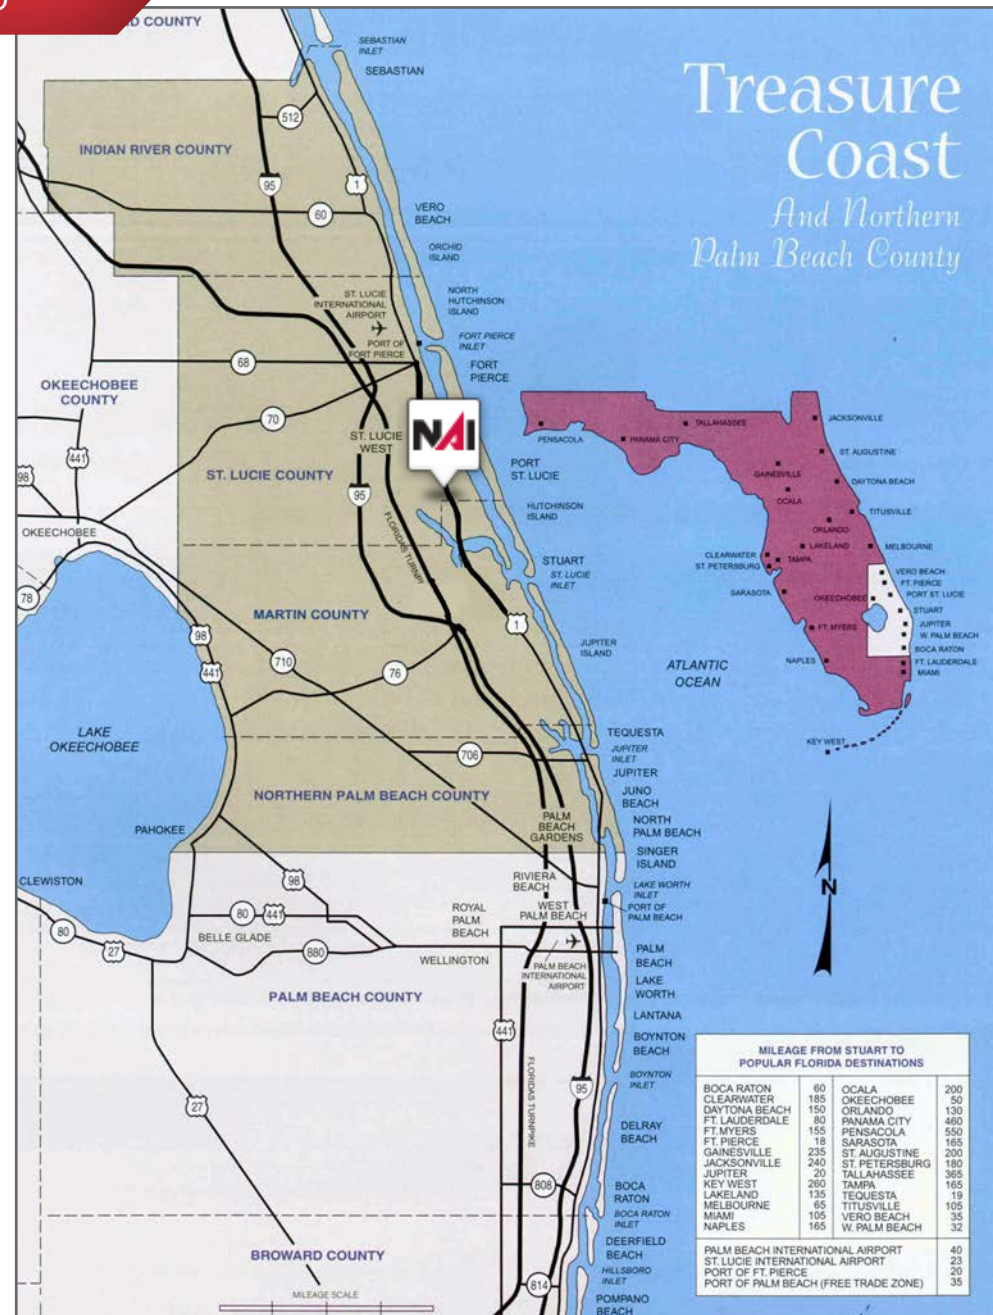 D COUNTY
SEBASTIAN
INLET
SEBASTIAN
512
INDIAN RIVER COUNTY
95
1
60
VERO
BEACH
ORCHID
ISLAND
Treasure
Coast
And Northern
Palm Beach County
ST. LUCIE
INTERNATIONAL
AIRPORT
NORTH
HUTCHINSON
ISLAND
PORT OF
FORT PIERCE
FORT PIERCE
INLET
FORT
PIERCE
68
OKEECHOBEE
COUNTY
70
441
98
ST. LUCIE
WEST
NAI
ST. LUCIE COUNTY
95
PORT
ST. LUCIE
HUTCHINSON
ISLAND
OKEECHOBEE
FLORIDAS TURNPI
STUART
ST. LUCIE
INLET
78
MARTIN COUNTY
98
441
710
76
1
JUPITER
ISLAND
ATLANTIC
OCEAN
PENSACOLA
PANAMA CITY
TALLAHASSEE
JACKSONVILLE
ST. AUGUSTINE
GAINESVILLE
OCALA
DAYTONA BEACH
TITUSVILLE
ORLANDO
LAKELAND
MELBOURNE
CLEARWATER
TAMPA
ST. PETERSBURG
VERO BEACH
FT. PIERCE
PORT ST. LUCIE
SARASOTA
OKEECHOBEE
STUART
JUPITER
FT. MYERS
W. PALM BEACH
BOCA RATON
NAPLES
FT. LAUDERDALE
MIAMI
KEY WEST
LAKE
OKEECHOBEE
TEQUESTA
JUPITER
INLET
706
JUPITER
NORTHERN PALM BEACH COUNTY
JUNO
BEACH
PAHOKEE
PALM
BEACH
GARDENS
NORTH
PALM BEACH
SINGER
ISLAND
CLEWISTON
98
RIVIERA
BEACH
LAKE WORTH
INLET
N
80
441
ROYAL
PALM
BEACH
WEST
PALM BEACH
PORT OF
PALM BEACH
80
27
BELLE GLADE
880
WELLINGTON
PALM BEACH
INTERNATIONAL
AIRPORT
PALM
BEACH
LAKE
WORTH
PALM BEACH COUNTY
LANTANA
441
BOYNTON
BEACH
BOYNTON
INLET
FLORIDAS TURNPIKE
95
27
DELRAY
BEACH
808
BOCA
RATON
BOCA RATON
INLET
BROWARD COUNTY
DEERFIELD
BEACH
HILLSBORO
INLET
814
MILEAGE SCALE
POMPANO
BEACH
MILEAGE FROM STUART TO
POPULAR FLORIDA DESTINATIONS
BOCA RATON 60 OCALA 200
CLEARWATER 185 OKEECHOBEE 50
DAYTONA BEACH 150 ORLANDO 130
FT. LAUDERDALE 80 PANAMA CITY 460
FT. MYERS 155 PENSACOLA 550
FT. PIERCE 18 SARASOTA 165
GAINESVILLE 235 ST. AUGUSTINE 200
JACKSONVILLE 240 ST. PETERSBURG 180
JUPITER 20 TALLAHASSEE 365
KEY WEST 260 TAMPA 165
LAKELAND 135 TEQUESTA 19
MELBOURNE 65 TITUSVILLE 105
MIAMI 105 VERO BEACH 35
NAPLES 165 W. PALM BEACH 32
PALM BEACH INTERNATIONAL AIRPORT 40
ST. LUCIE INTERNATIONAL AIRPORT 23
PORT OF FT. PIERCE 20
PORT OF PALM BEACH (FREE TRADE ZONE) 35